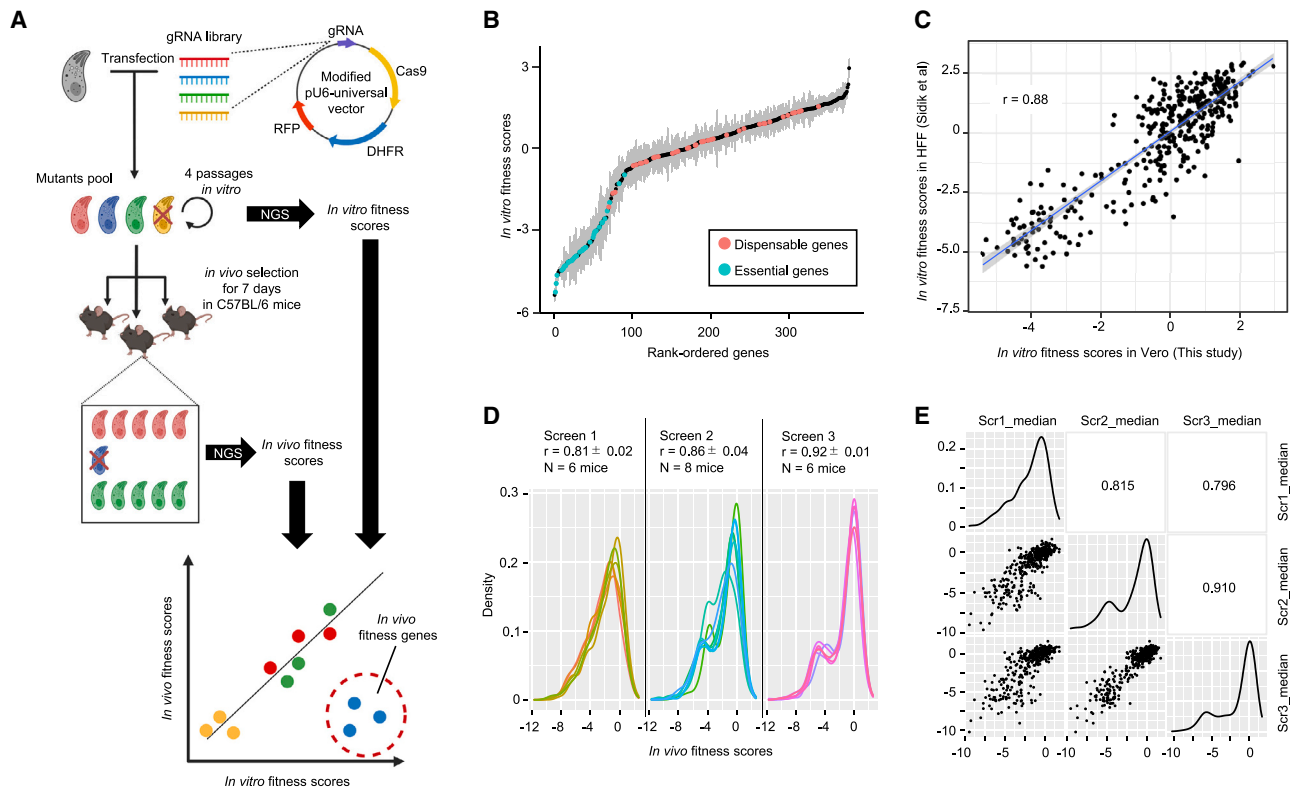 A
Transfection
gRNA library
gRNA
Cas9
Modified
pU6-universal
vector
RFP
DHFR
Mutants pool
4 passages
in vitro
NGS
In vitro fitness
scores
in vivo selection
for 7 days
in C57BL/6 mice
NGS
In vivo fitness
scores
In vivo
fitness genes
In vivo fitness scores
In vitro fitness scores
B
In vitro fitness scores
3
0
-3
-6
Dispensable genes
Essential genes
0
100
200
300
Rank-ordered genes
C
In vitro fitness scores in HFF (Sidik et al)
2.5
0
-2.5
-5.0
-7.5
r = 0.88
-4
-2
0
2
In vitro fitness scores in Vero (This study)
D
Screen 1
r = 0.81 ± 0.02
N = 6 mice
Screen 2
r = 0.86 ± 0.04
N = 8 mice
Screen 3
r = 0.92 ± 0.01
N = 6 mice
Density
0.3
0.2
0.1
0
-12 -8 -4 0
-12 -8 -4 0
-12 -8 -4 0
In vivo fitness scores
E
Scr1_median
Scr2_median
Scr3_median
0.2
0.1
0
0.815
0.796
Scr1_median
0
-5
-10
0.910
Scr2_median
0
-5
-10
Scr3_median
-10 -5 0
-10 -5 0
-10 -5 0